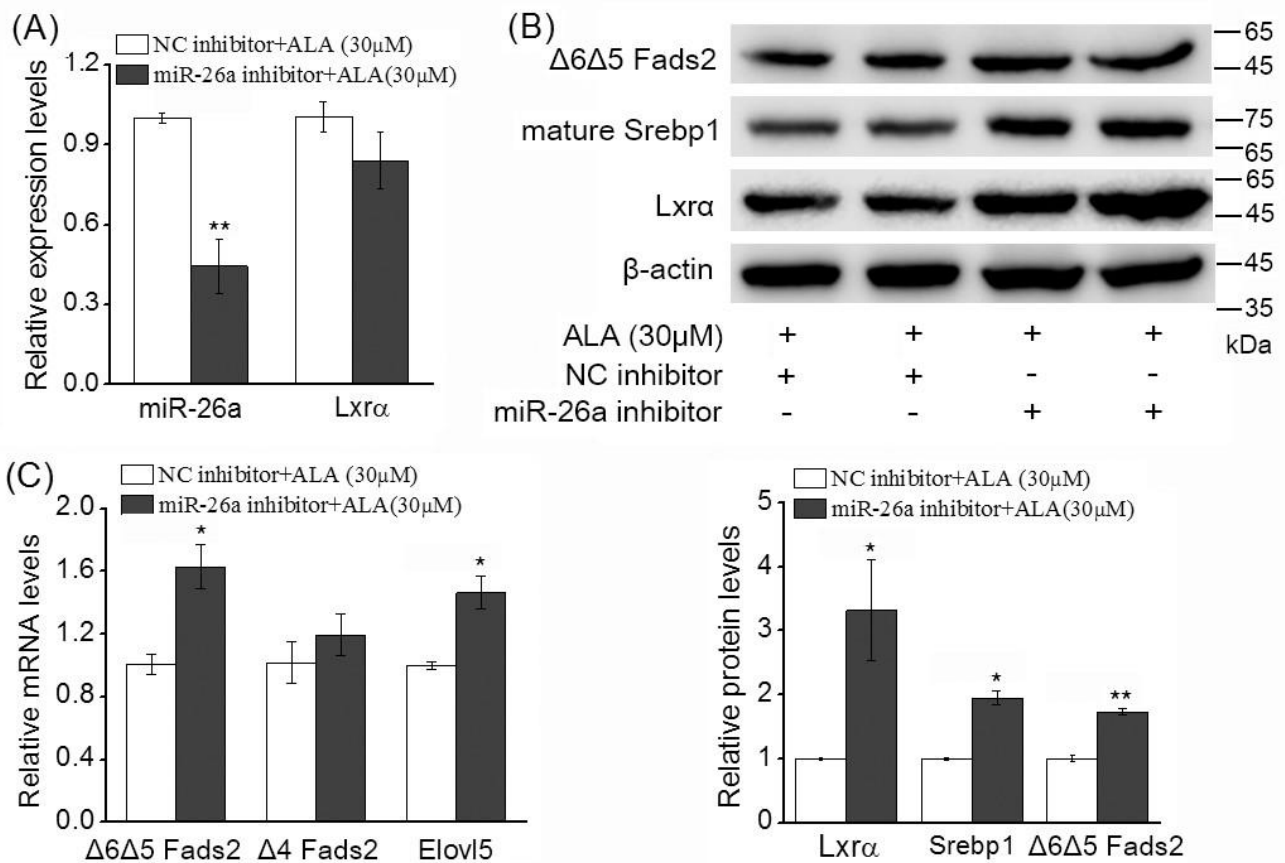 (A)
NC inhibitor+ALA (30μM)
miR-26a inhibitor+ALA(30μM)
Relative expression levels
1.2
0.9
0.6
0.3
0.0
**
miR-26a
Lxrα
(B)
Δ6Δ5 Fads2
mature Srebp1
Lxrα
β-actin
65
45
75
65
65
45
45
35
kDa
ALA (30μM) + + + +
NC inhibitor + + - -
miR-26a inhibitor - - + +
(C)
NC inhibitor+ALA (30μM)
miR-26a inhibitor+ALA(30μM)
Relative mRNA levels
2.0
1.6
1.2
0.8
0.4
0.0
*
*
Δ6Δ5 Fads2
Δ4 Fads2
Elovl5
NC inhibitor+ALA (30μM)
miR-26a inhibitor+ALA(30μM)
Relative protein levels
5
4
3
2
1
0
*
*
**
Lxrα
Srebp1
Δ6Δ5 Fads2